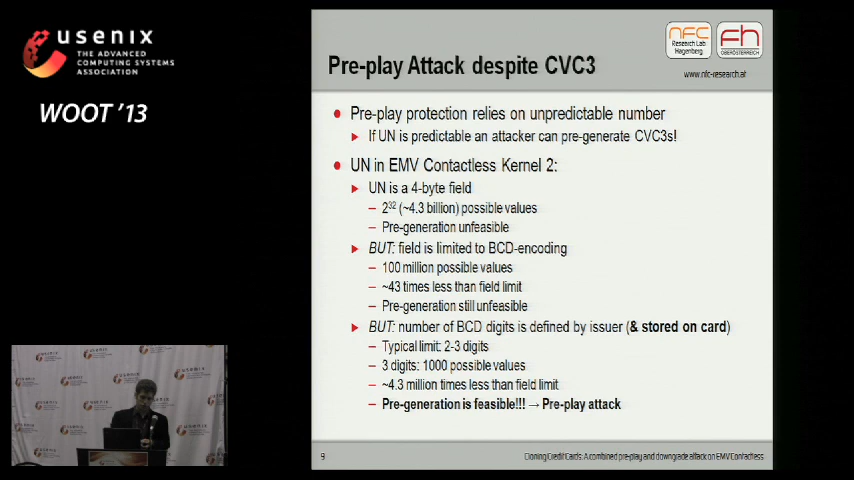 usenix
THE ADVANCED
COMPUTING SYSTEMS
ASSOCIATION
WOOT '13
Pre-play Attack despite CVC3
nfc
Research Lab
Hagenberg
fh
OBERÖSTERREICH
www.nfc-research.at
● Pre-play protection relies on unpredictable number
► If UN is predictable an attacker can pre-generate CVC3s!
● UN in EMV Contactless Kernel 2:
► UN is a 4-byte field
– 2³² (~4.3 billion) possible values
– Pre-generation unfeasible
► BUT: field is limited to BCD-encoding
– 100 million possible values
– ~43 times less than field limit
– Pre-generation still unfeasible
► BUT: number of BCD digits is defined by issuer (& stored on card)
– Typical limit: 2-3 digits
– 3 digits: 1000 possible values
– ~4.3 million times less than field limit
– Pre-generation is feasible!!! → Pre-play attack
9
Cloning Credit Cards: A combined pre-play and downgrade attack on EMV Contactless